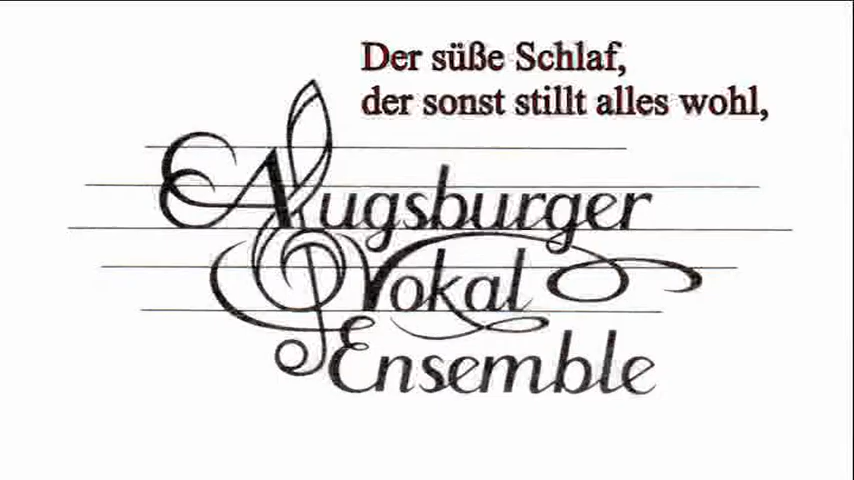 Der süße Schlaf,
der sonst stillt alles wohl,
Augsburger
Vokal
Ensemble